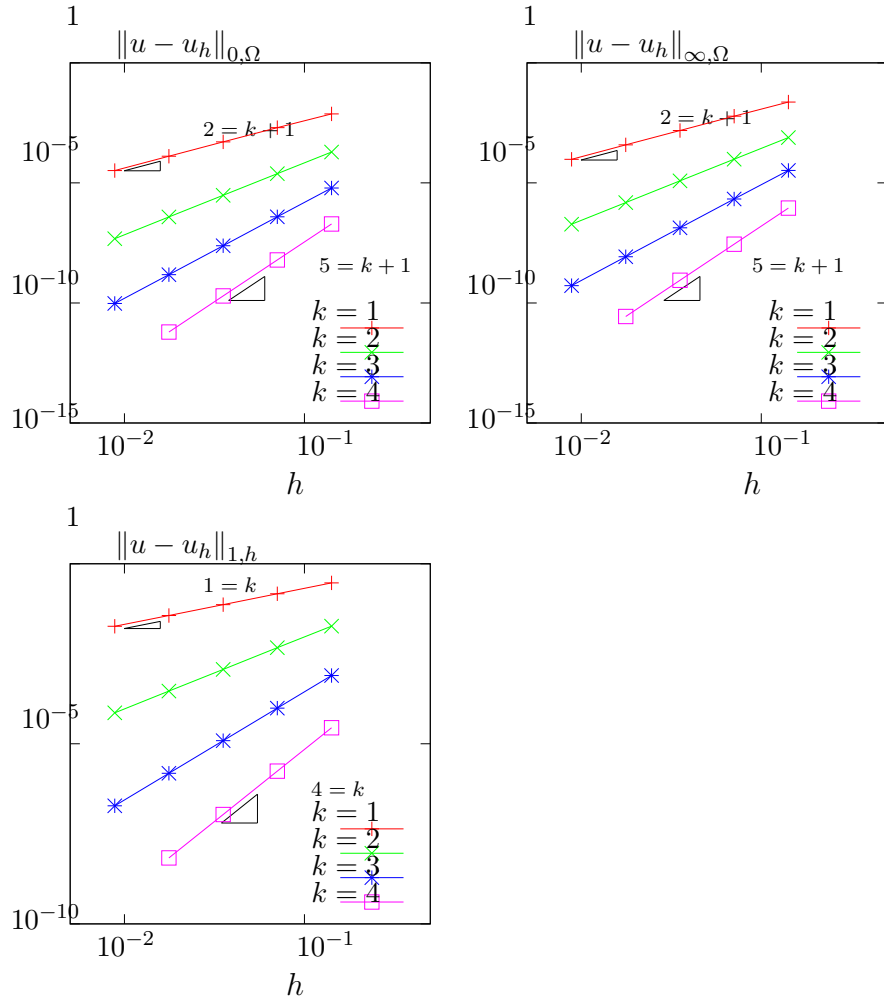 1
‖u − u_h‖_{0,Ω}
2 = k + 1
10^{−5}
5 = k + 1
10^{−10}
k = 1
k = 2
k = 3
k = 4
10^{−15}
10^{−2}
10^{−1}
h
1
‖u − u_h‖_{∞,Ω}
2 = k + 1
10^{−5}
5 = k + 1
10^{−10}
k = 1
k = 2
k = 3
k = 4
10^{−15}
10^{−2}
10^{−1}
h
1
‖u − u_h‖_{1,h}
1 = k
10^{−5}
4 = k
k = 1
k = 2
k = 3
k = 4
10^{−10}
10^{−2}
10^{−1}
h